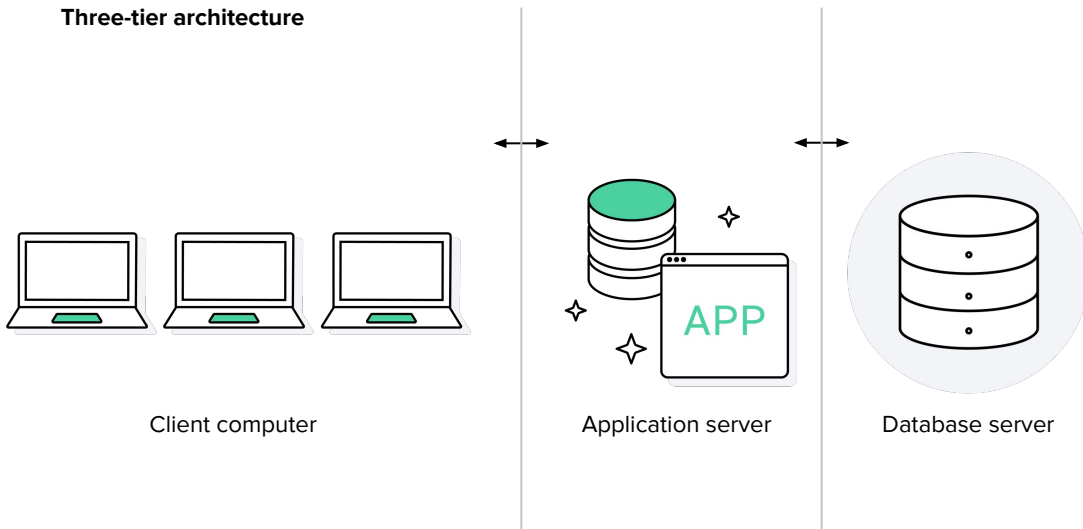 Three-tier architecture
APP
Client computer
Application server
Database server